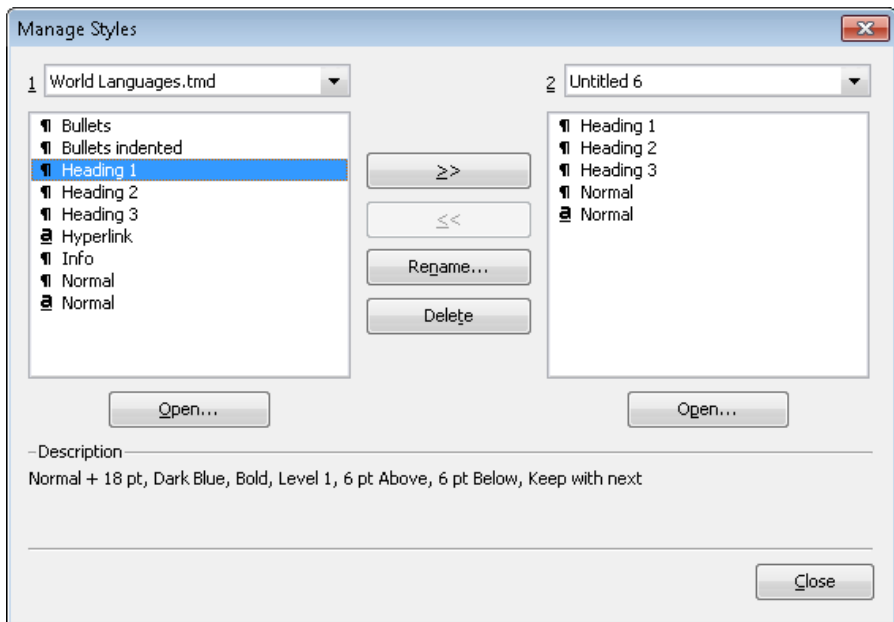 Manage Styles
1 World Languages.tmd
2 Untitled 6
¶ Bullets
¶ Bullets indented
¶ Heading 1
¶ Heading 2
¶ Heading 3
a Hyperlink
¶ Info
¶ Normal
a Normal
>>
<<
Rename...
Delete
¶ Heading 1
¶ Heading 2
¶ Heading 3
¶ Normal
a Normal
Open...
Open...
Description
Normal + 18 pt, Dark Blue, Bold, Level 1, 6 pt Above, 6 pt Below, Keep with next
Close